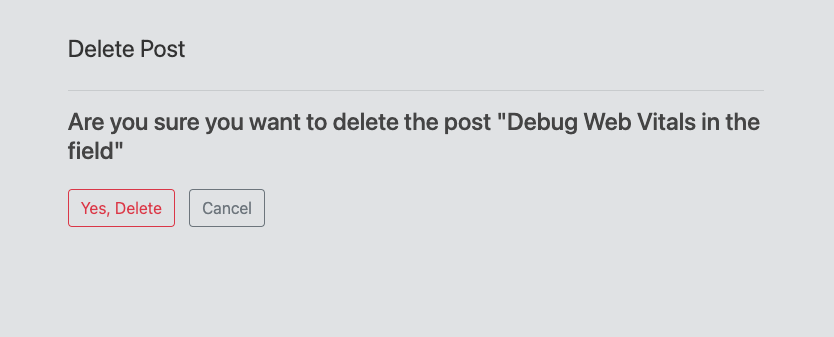 Delete Post
Are you sure you want to delete the post "Debug Web Vitals in the
field"
Yes, Delete
Cancel